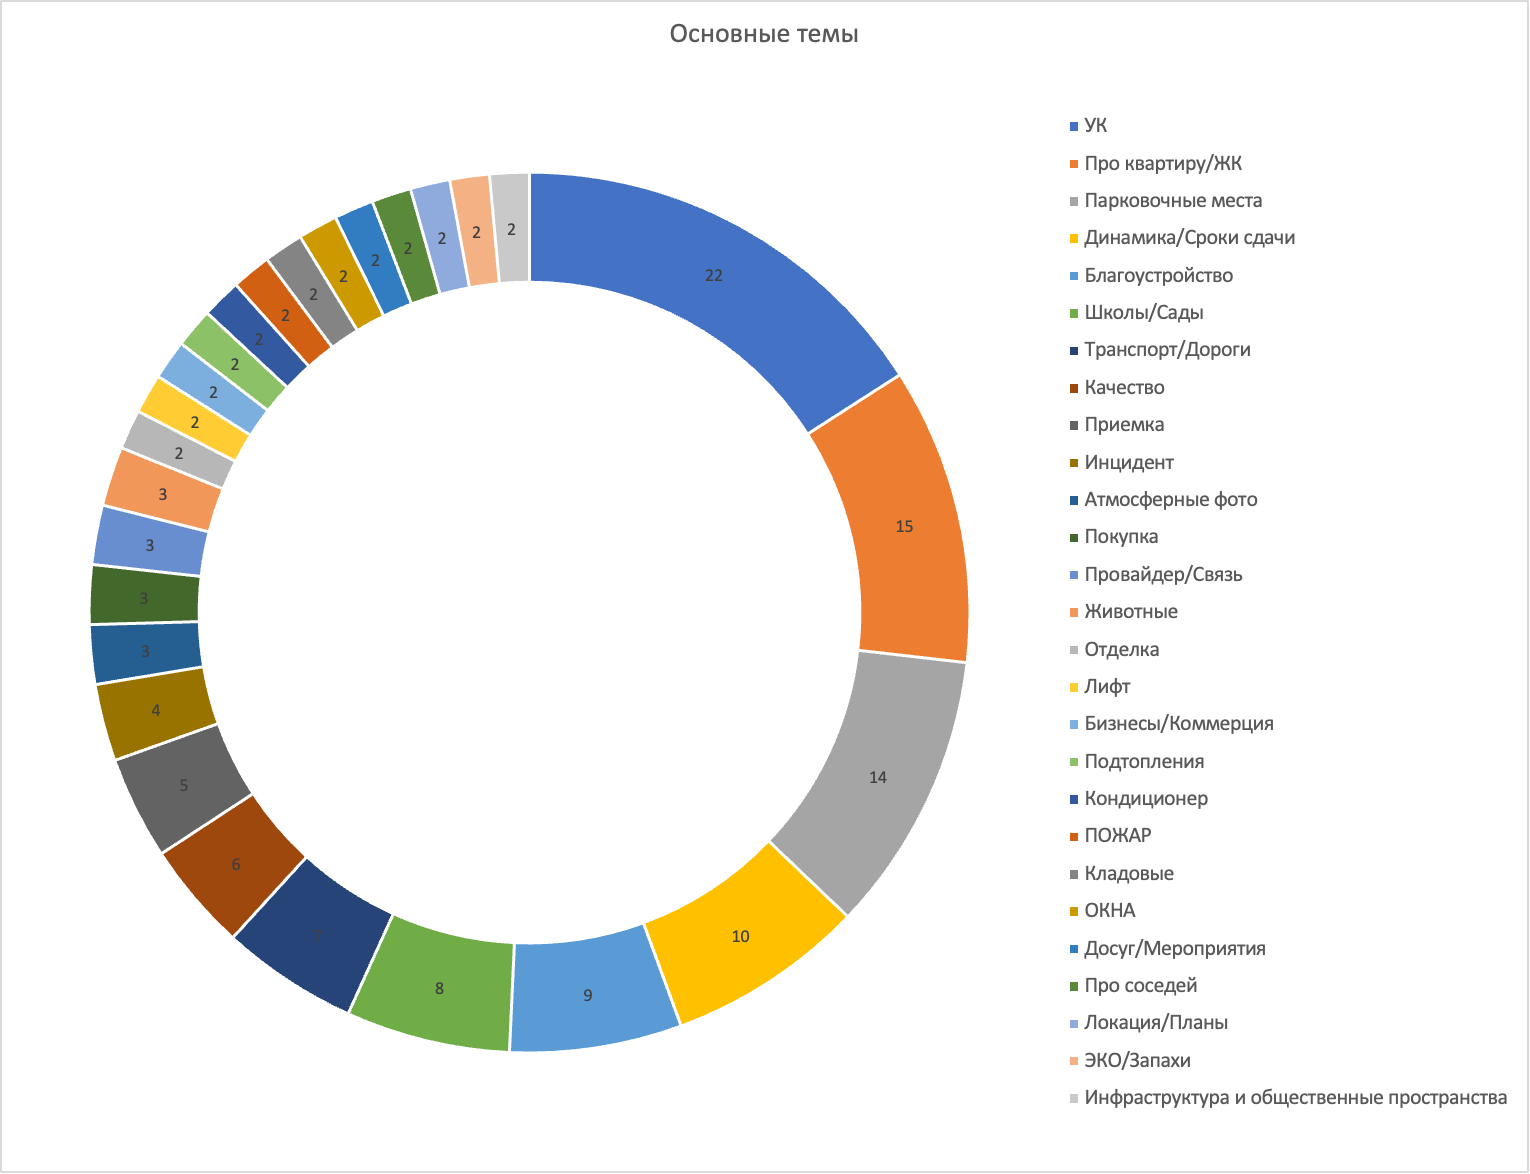 Основные темы
22
15
14
10
9
8
7
6
5
4
3
3
3
3
2
2
2
2
2
2
2
2
2
2
2
2
2
УК
Про квартиру/ЖК
Парковочные места
Динамика/Сроки сдачи
Благоустройство
Школы/Сады
Транспорт/Дороги
Качество
Приемка
Инцидент
Атмосферные фото
Покупка
Провайдер/Связь
Животные
Отделка
Лифт
Бизнесы/Коммерция
Подтопления
Кондиционер
ПОЖАР
Кладовые
ОКНА
Досуг/Мероприятия
Про соседей
Локация/Планы
ЭКО/Запахи
Инфраструктура и общественные пространства